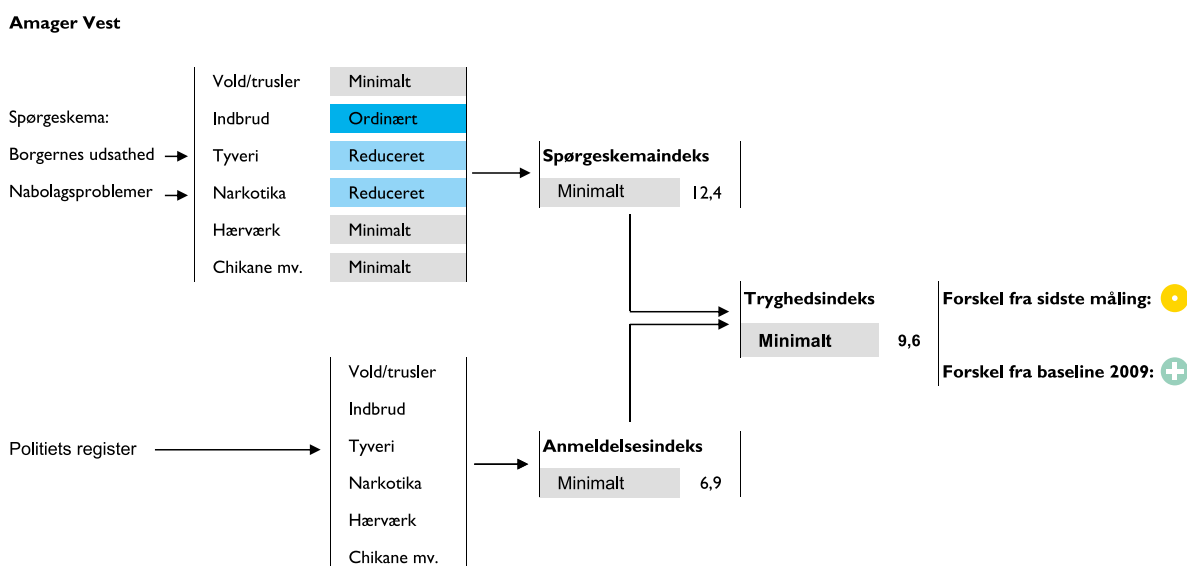 Amager Vest
Vold/trusler Minimalt
Spørgeskema: Indbrud Ordinært
Borgernes udsathed Tyveri Reduceret Spørgeskemaindeks
Nabolagsproblemer Narkotika Reduceret Minimalt 12,4
Hærværk Minimalt
Chikane mv. Minimalt
Tryghedsindeks Forskel fra sidste måling:
Minimalt 9,6
Vold/trusler Forskel fra baseline 2009:
Indbrud
Politiets register Tyveri Anmeldelsesindeks
Narkotika Minimalt 6,9
Hærværk
Chikane mv.